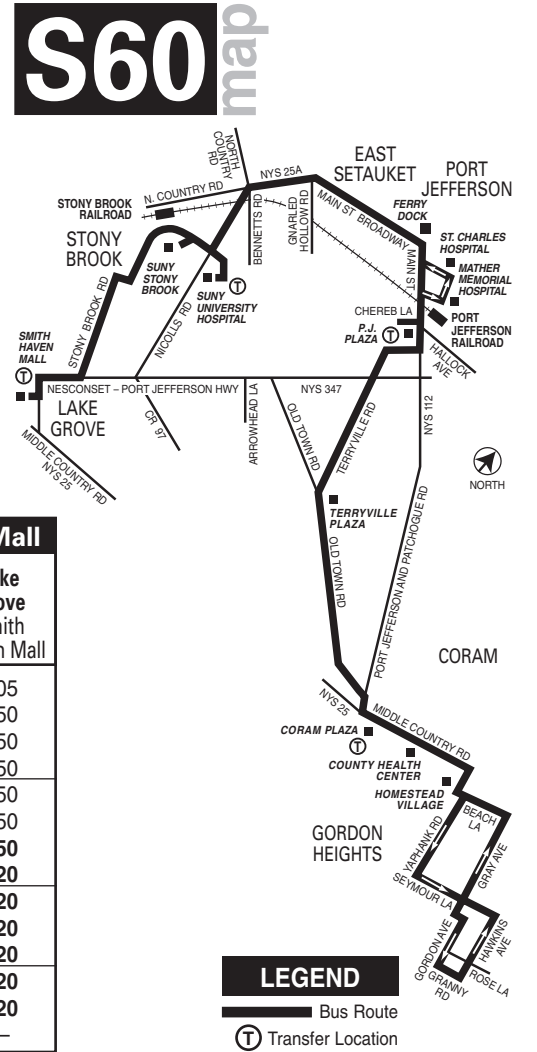 S60 map
NORTH
COUNTRY
RD
NYS 25A
EAST
SETAUKET
PORT
JEFFERSON
N. COUNTRY RD
STONY BROOK
RAILROAD
BENNETTS RD
GNARLED
HOLLOW RD
MAIN ST BROADWAY
FERRY
DOCK
MAIN ST
ST. CHARLES
HOSPITAL
MATHER
MEMORIAL
HOSPITAL
STONY
BROOK
SUNY
STONY
BROOK
T
SUNY
UNIVERSITY
HOSPITAL
CHEREB LA
P.J.
PLAZA
T
PORT
JEFFERSON
RAILROAD
HALLOCK
AVE
STONY BROOK RD
NICOLLS RD
SMITH
HAVEN
MALL
T
NESCONSET – PORT JEFFERSON HWY
NYS 347
LAKE
GROVE
MIDDLE COUNTRY RD
NYS 25
CR 97
ARROWHEAD LA
OLD TOWN RD
TERRYVILLE RD
NYS 112
NORTH
TERRYVILLE
PLAZA
OLD TOWN RD
PORT JEFFERSON AND PATCHOGUE RD
CORAM
NYS 25
MIDDLE COUNTRY RD
CORAM PLAZA
T
COUNTY HEALTH
CENTER
HOMESTEAD
VILLAGE
GORDON
HEIGHTS
YAPHANK RD
BEACH
LA
GRAY AVE
SEYMOUR LA
GORDON AVE
HAWKINS
AVE
GRANNY
RD
ROSE LA
LEGEND
Bus Route
T Transfer Location
Mall
ke
ove
ith
n Mall
05
50
50
50
50
50
50
20
20
20
20
20
20
–